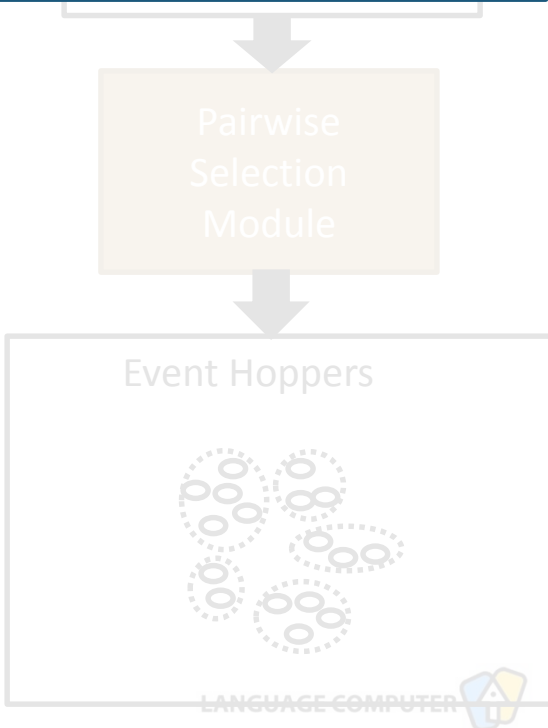 Pairwise
Selection
Module
Event Hoppers
LANGUAGE COMPUTER